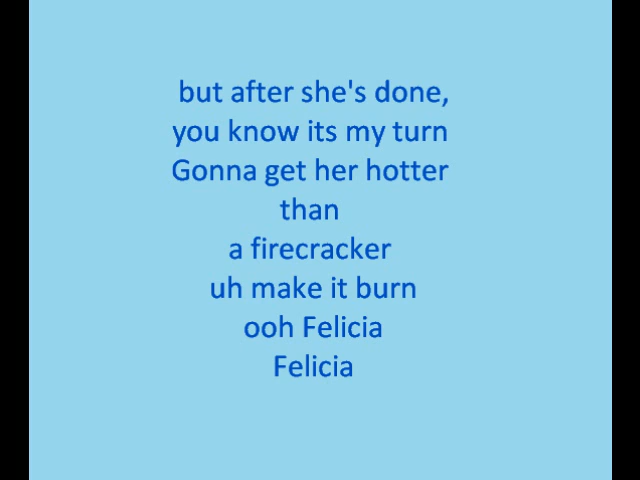 but after she's done,
you know its my turn
Gonna get her hotter
than
a firecracker
uh make it burn
ooh Felicia
Felicia